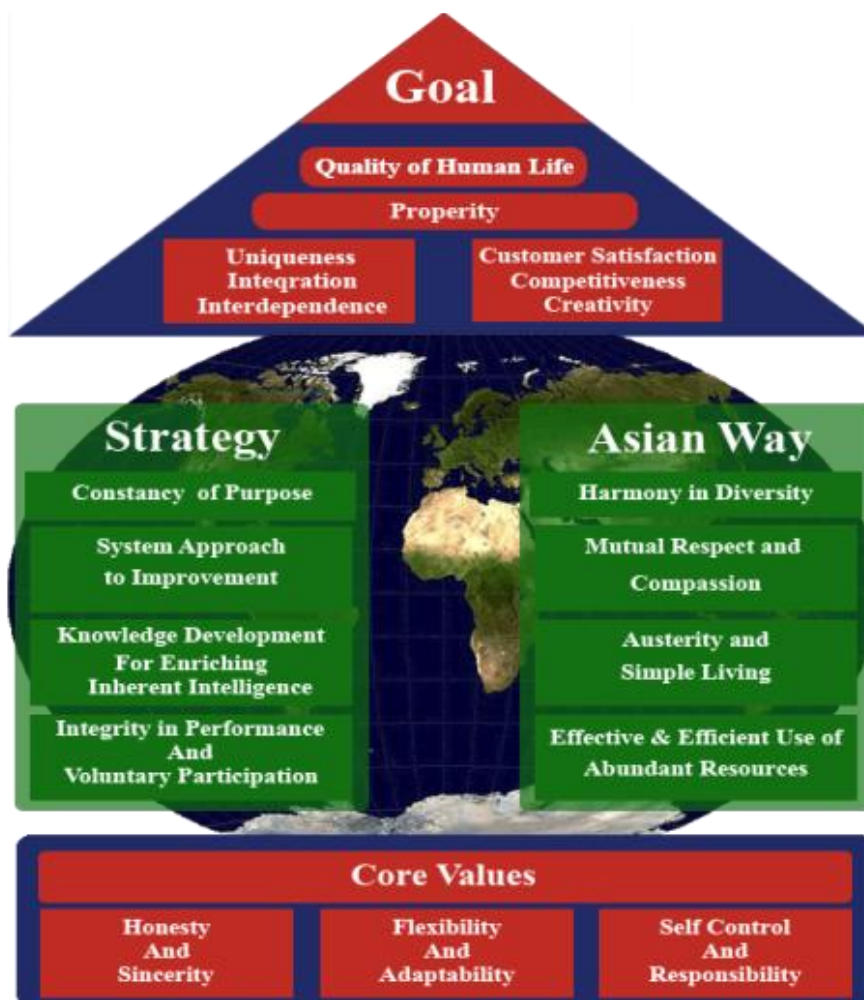 Goal
Quality of Human Life
Properity
Uniqueness
Inteqration
Interdependence
Customer Satisfaction
Competitiveness
Creativity
Strategy
Constancy of Purpose
System Approach
to Improvement
Knowledge Development
For Enriching
Inherent Intelligence
Integrity in Performance
And
Voluntary Participation
Asian Way
Harmony in Diversity
Mutual Respect and
Compassion
Austerity and
Simple Living
Effective & Efficient Use of
Abundant Resources
Core Values
Honesty
And
Sincerity
Flexibility
And
Adaptability
Self Control
And
Responsibility